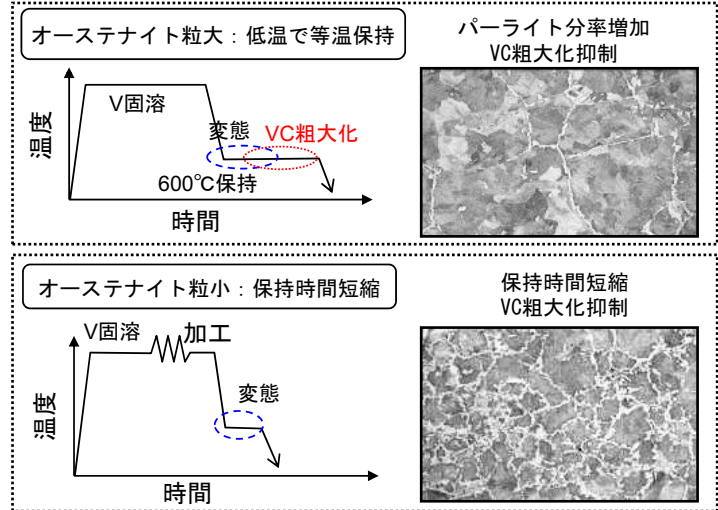 オーステナイト粒大：低温で等温保持
パーライト分率増加
VC粗大化抑制
温度
V固溶
変態
VC粗大化
600℃保持
時間
オーステナイト粒小：保持時間短縮
保持時間短縮
VC粗大化抑制
温度
V固溶
加工
変態
時間